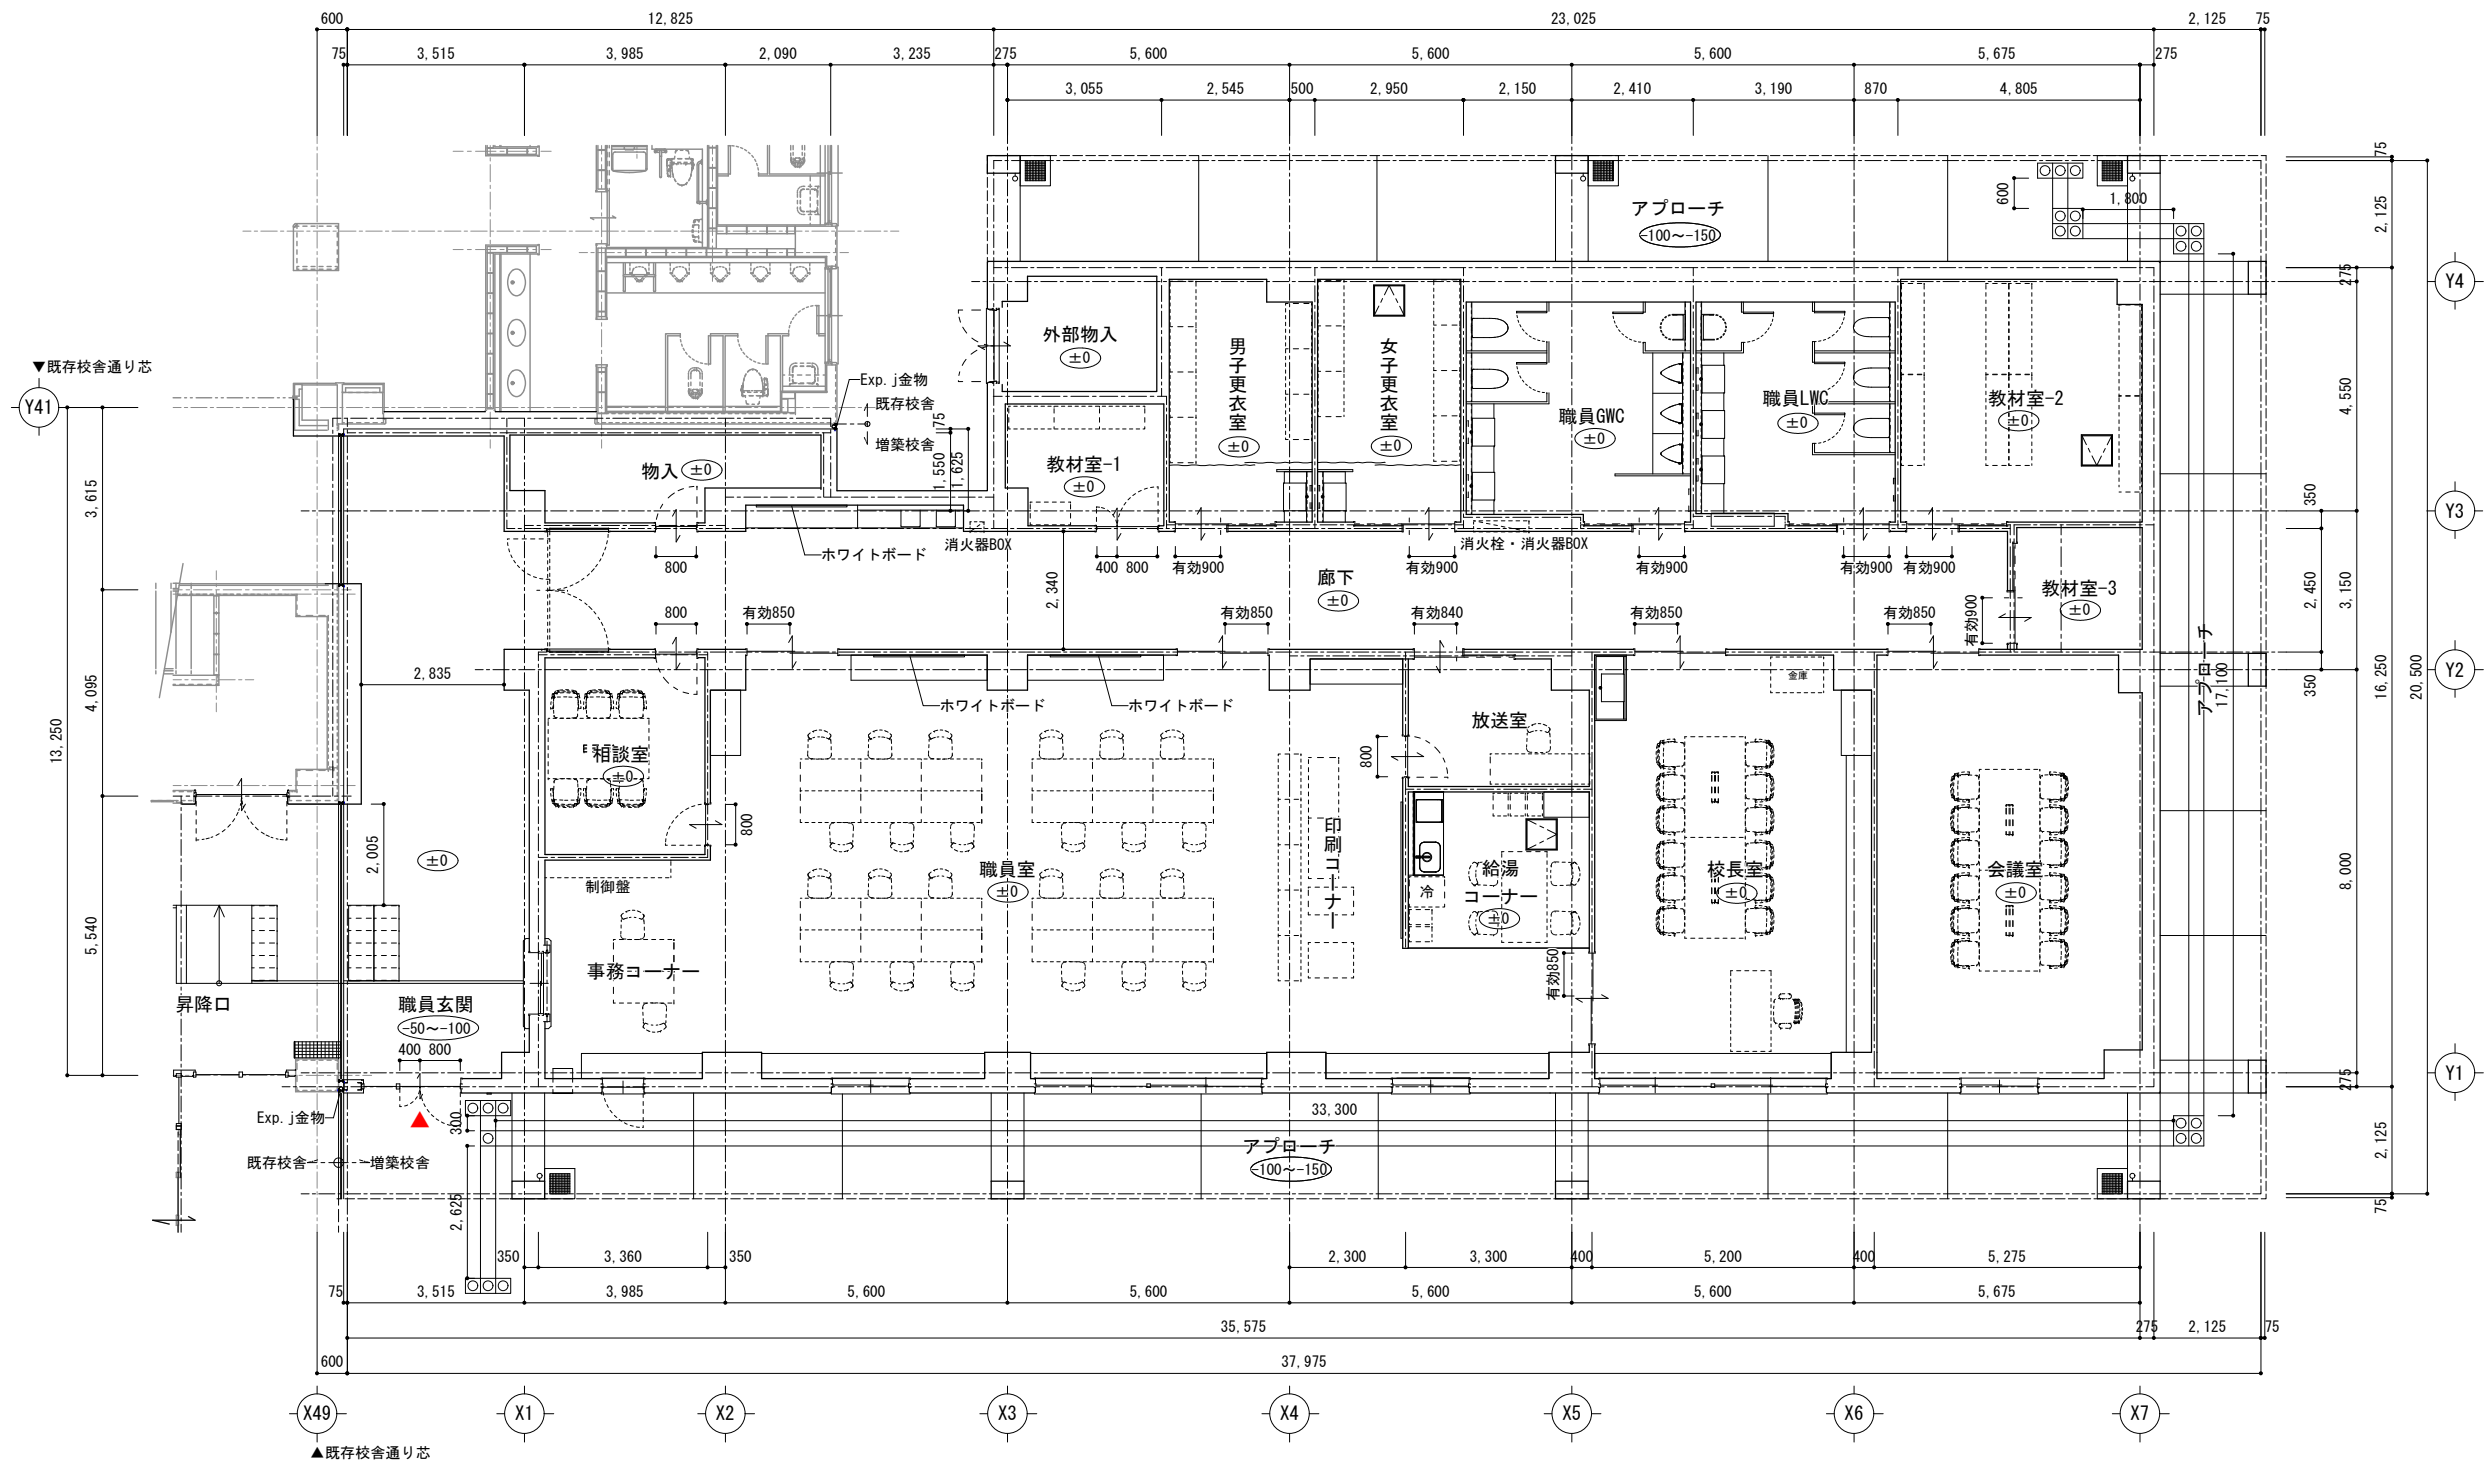 600
12,825
23,025
2,125
75
75
3,515
3,985
2,090
3,235
275
5,600
5,600
5,600
5,675
275
3,055
2,545
500
2,950
2,150
2,410
3,190
870
4,805
75
2,125
600
1,800
アプローチ
-100～-150
275
Y4
外部物入
±0
男子更衣室
±0
女子更衣室
±0
職員GWC
±0
職員LWC
±0
教材室-2
±0
4,550
▼既存校舎通り芯
Y41
Exp.j金物
既存校舎
増築校舎
75
1,550
1,625
物入
±0
教材室-1
±0
3,615
350
Y3
消火器BOX
消火栓・消火器BOX
ホワイトボード
800
400
800
有効900
有効900
有効900
有効900
有効900
2,340
廊下
±0
教材室-3
±0
有効900
2,450
3,150
800
有効850
有効850
有効840
有効850
有効850
アプローチ
17,100
16,250
20,500
350
Y2
13,250
4,095
2,835
ホワイトボード
ホワイトボード
金庫
相談室
±0
放送室
800
800
2,005
±0
印刷コーナー
職員室
±0
冷
給湯
コーナー
±0
校長室
±0
会議室
±0
8,000
制御盤
5,540
事務コーナー
有効850
昇降口
職員玄関
-50～-100
400
800
275
Y1
Exp.j金物
300
33,300
アプローチ
-100～-150
既存校舎
増築校舎
2,125
75
2,625
350
3,360
350
2,300
3,300
400
5,200
400
5,275
75
3,515
3,985
5,600
5,600
5,600
5,600
5,675
35,575
275
2,125
75
600
37,975
X49
X1
X2
X3
X4
X5
X6
X7
▲既存校舎通り芯